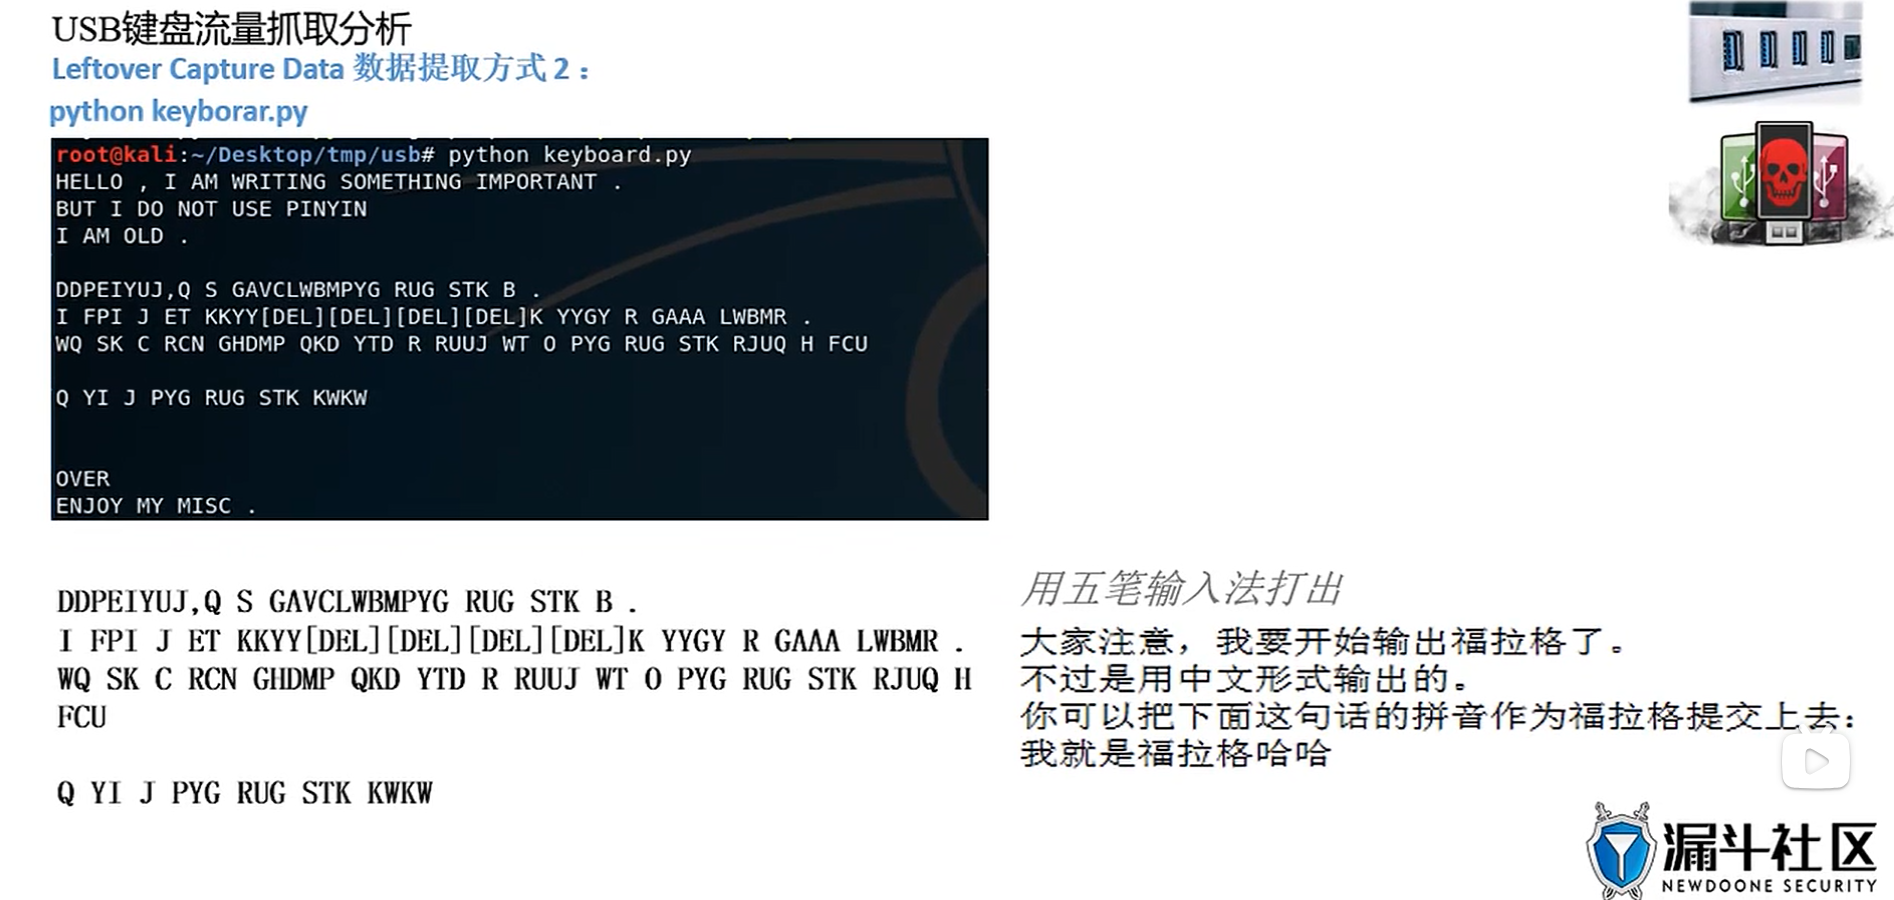 USB键盘流量抓取分析
Leftover Capture Data 数据提取方式 2：
python keyborar.py
root@kali:~/Desktop/tmp/usb# python keyboard.py
HELLO , I AM WRITING SOMETHING IMPORTANT .
BUT I DO NOT USE PINYIN
I AM OLD .
DDPEIYUJ,Q S GAVCLWBMPYG RUG STK B .
I FPI J ET KKYY[DEL][DEL][DEL][DEL]K YYGY R GAAA LWBMR .
WQ SK C RCN GHDMP QKD YTD R RUUJ WT O PYG RUG STK RJUQ H FCU
Q YI J PYG RUG STK KWKW
OVER
ENJOY MY MISC .
DDPEIYUJ,Q S GAVCLWBMPYG RUG STK B .
I FPI J ET KKYY[DEL][DEL][DEL][DEL]K YYGY R GAAA LWBMR .
WQ SK C RCN GHDMP QKD YTD R RUUJ WT O PYG RUG STK RJUQ H
FCU
Q YI J PYG RUG STK KWKW
用五笔输入法打出
大家注意，我要开始输出福拉格了。
不过是用中文形式输出的。
你可以把下面这句话的拼音作为福拉格提交上去：
我就是福拉格哈哈
漏斗社区
NEWDOONE SECURITY